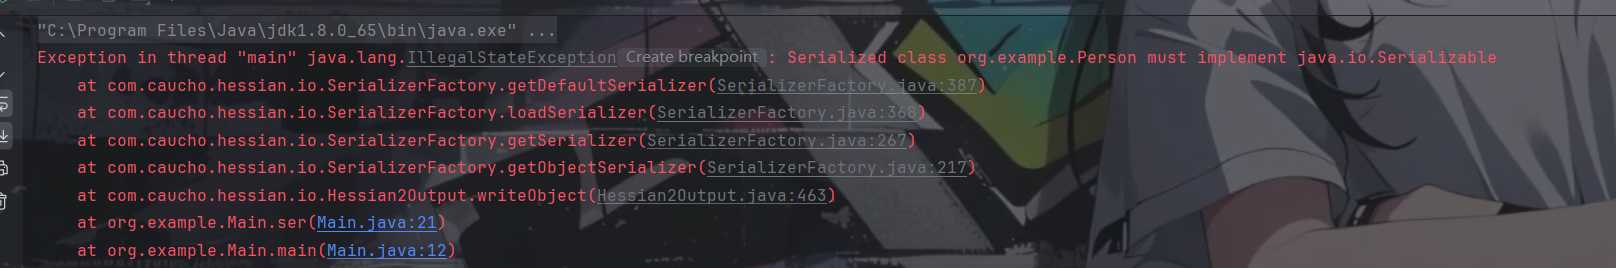 "C:\Program Files\Java\jdk1.8.0_65\bin\java.exe" ...
Exception in thread "main" java.lang.IllegalStateException Create breakpoint : Serialized class org.example.Person must implement java.io.Serializable
at com.caucho.hessian.io.SerializerFactory.getDefaultSerializer(SerializerFactory.java:387)
at com.caucho.hessian.io.SerializerFactory.loadSerializer(SerializerFactory.java:368)
at com.caucho.hessian.io.SerializerFactory.getSerializer(SerializerFactory.java:267)
at com.caucho.hessian.io.SerializerFactory.getObjectSerializer(SerializerFactory.java:217)
at com.caucho.hessian.io.Hessian2Output.writeObject(Hessian2Output.java:463)
at org.example.Main.ser(Main.java:21)
at org.example.Main.main(Main.java:12)